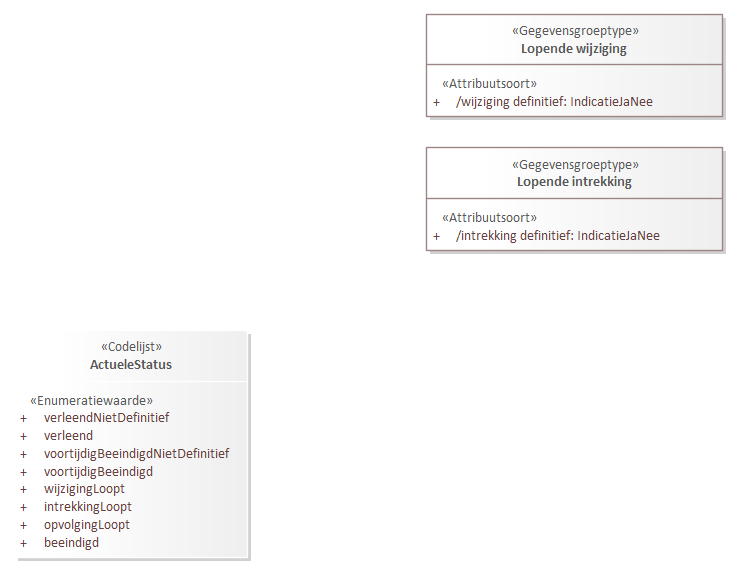 «Gegevensgroeptype»
Lopende wijziging
«Attribuutsoort»
+ /wijziging definitief: IndicatieJaNee
«Gegevensgroeptype»
Lopende intrekking
«Attribuutsoort»
+ /intrekking definitief: IndicatieJaNee
«Codelijst»
ActueleStatus
«Enumeratiewaarde»
+ verleendNietDefinitief
+ verleend
+ voortijdigBeeindigdNietDefinitief
+ voortijdigBeeindigd
+ wijzigingLoopt
+ intrekkingLoopt
+ opvolgingLoopt
+ beeindigd